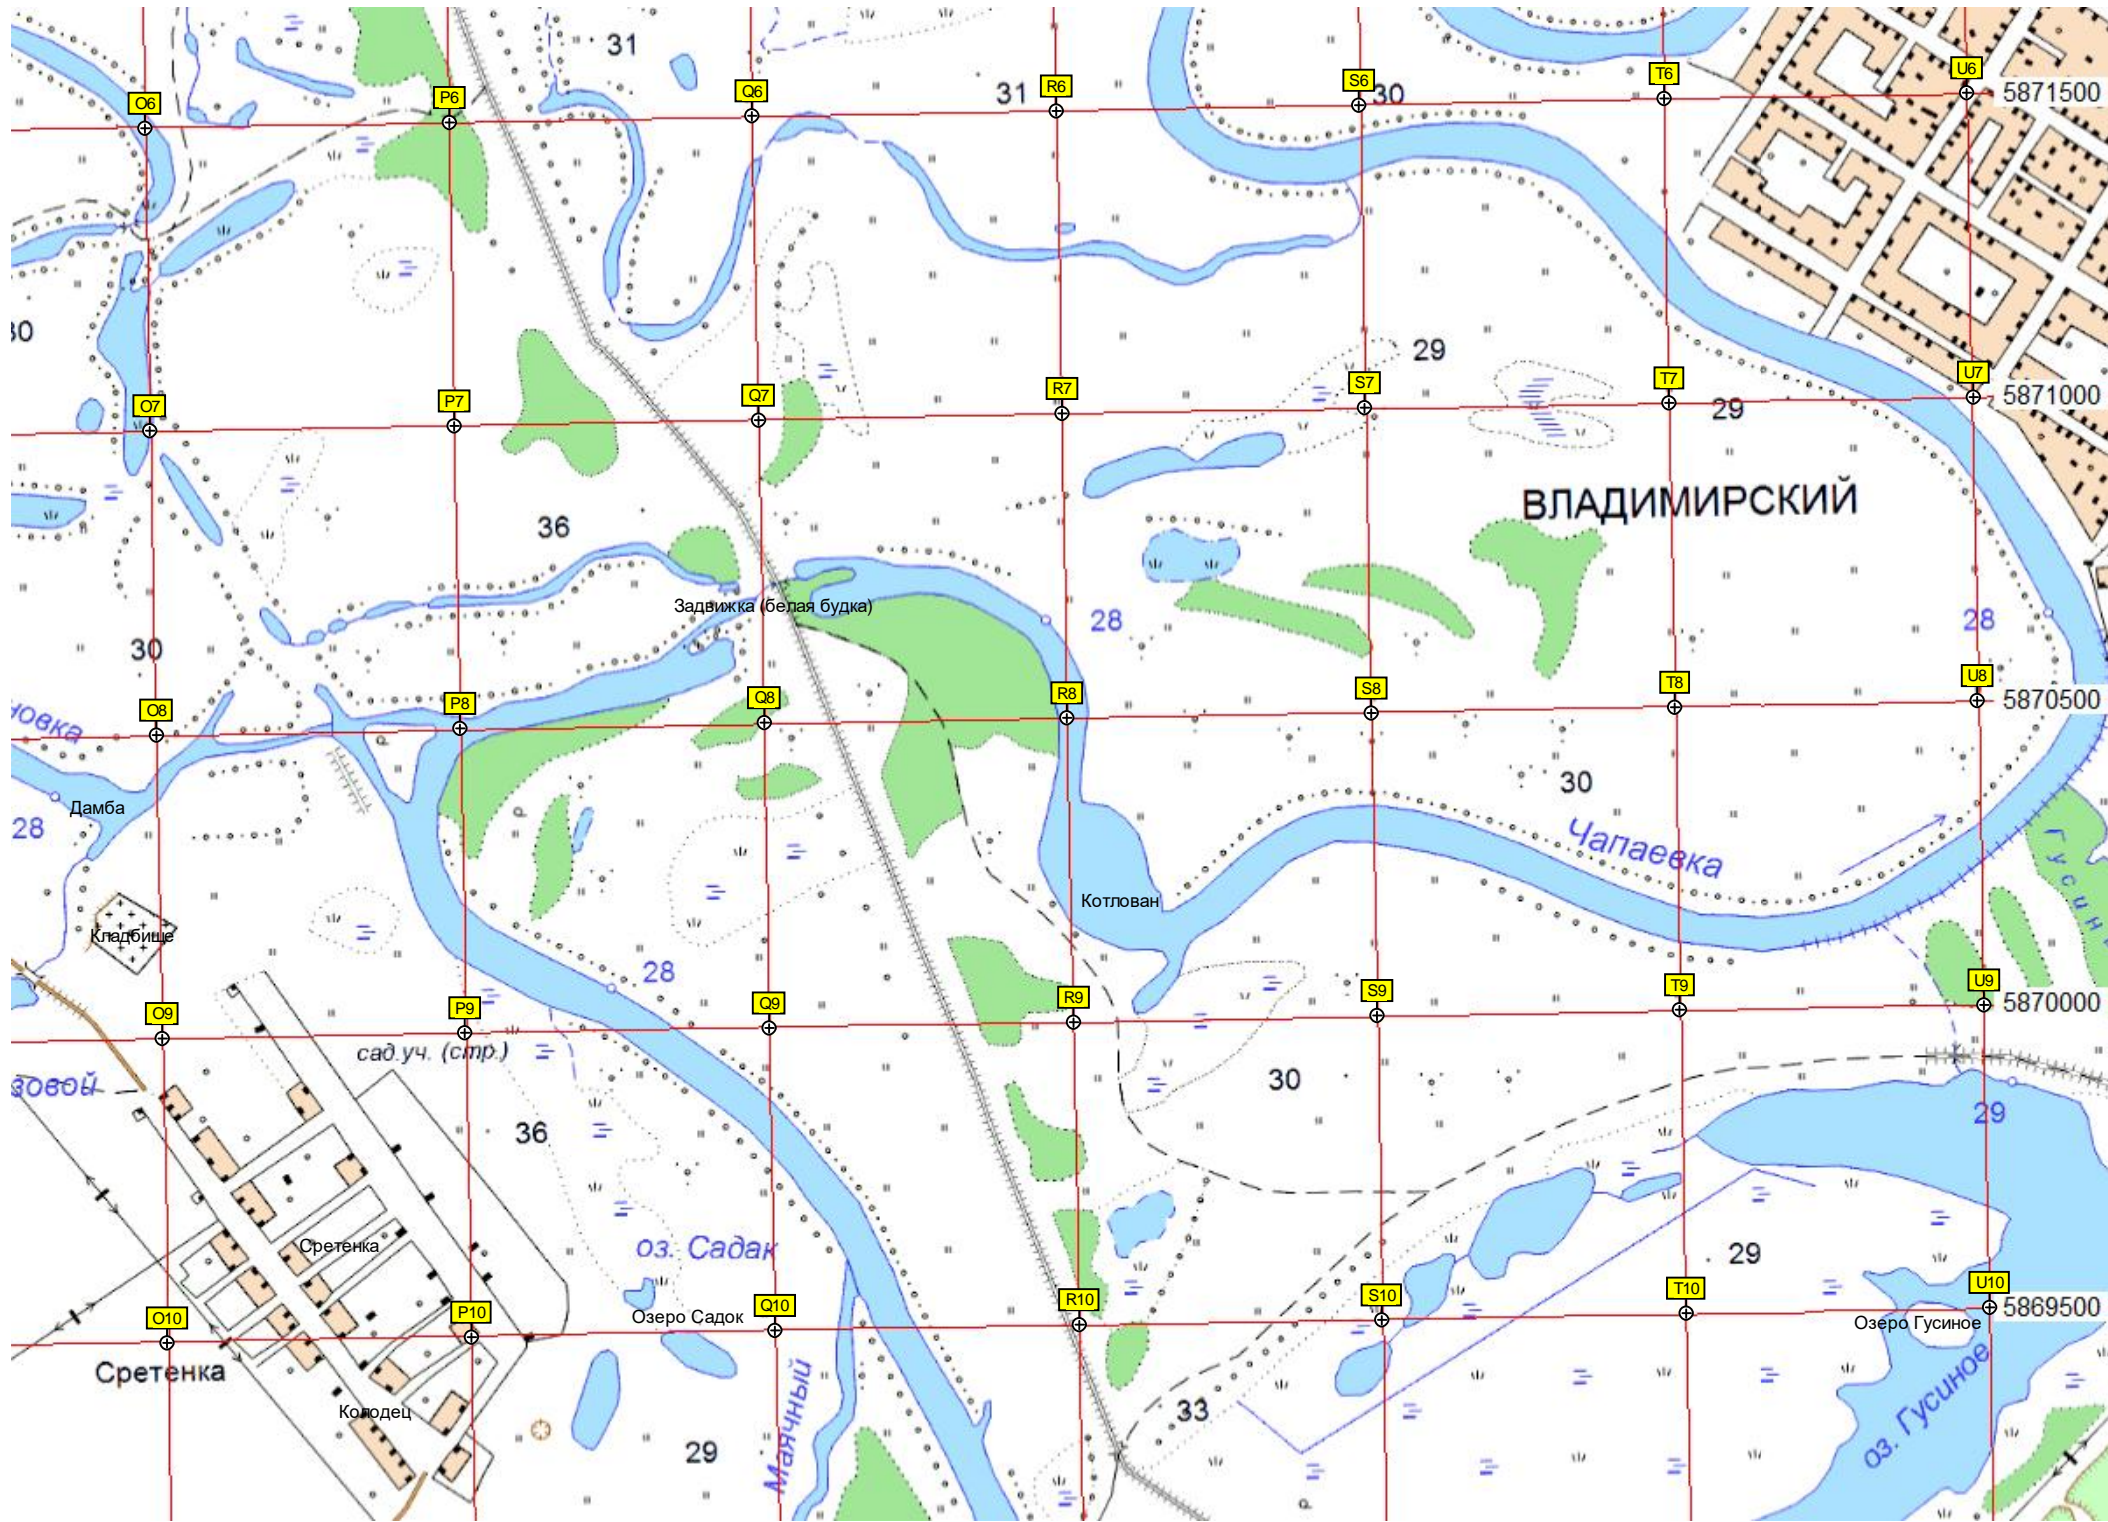 31
31
30
O6
P6
Q6
R6
S6
T6
U6
5871500
30
29
29
O7
P7
Q7
R7
S7
T7
U7
5871000
ВЛАДИМИРСКИЙ
36
Задвижка (белая будка)
28
28
30
O8
P8
Q8
R8
S8
T8
U8
5870500
новка
30
Дамба
28
Чапаевка
Гусин
Котлован
Кладбище
28
O9
P9
Q9
R9
S9
T9
U9
5870000
сад.уч. (стр.)
зовой
30
29
36
Сретенка
оз. Садак
29
O10
P10
Q10
R10
S10
T10
U10
5869500
Озеро Садок
Озеро Гусиное
Сретенка
Колодец
Маячный
33
оз. Гусиное
29